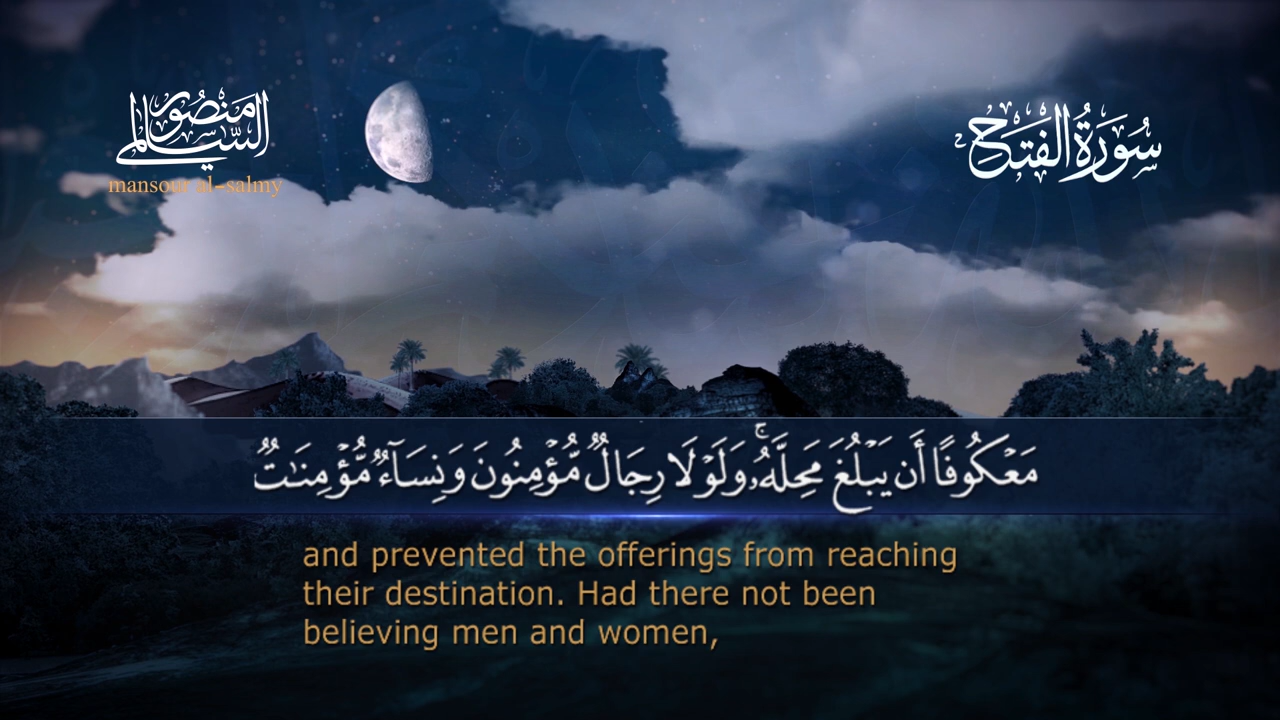 منصور السالمي
mansour al-salmy
سُورَةُ الفَتح
مَعۡكُوفًا أَن يَبۡلُغَ مَحِلَّهُۥۚ وَلَوۡلَا رِجَالٌ مُّؤۡمِنُونَ وَنِسَآءٌ مُّؤۡمِنَٰتٌ
and prevented the offerings from reaching
their destination. Had there not been
believing men and women,